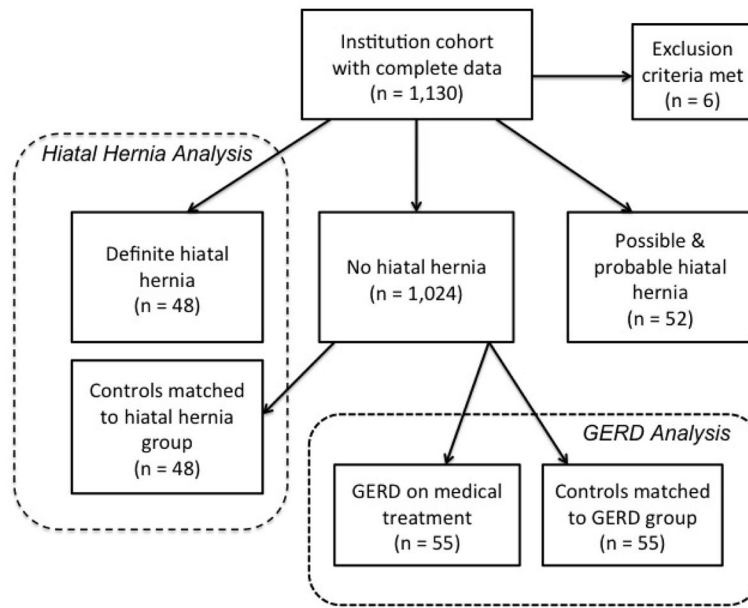 Institution cohort
with complete data
(n = 1,130)
Exclusion
criteria met
(n = 6)
Hiatal Hernia Analysis
Definite hiatal
hernia
(n = 48)
No hiatal hernia
(n = 1,024)
Possible &
probable hiatal
hernia
(n = 52)
Controls matched
to hiatal hernia
group
(n = 48)
GERD Analysis
GERD on medical
treatment
(n = 55)
Controls matched
to GERD group
(n = 55)